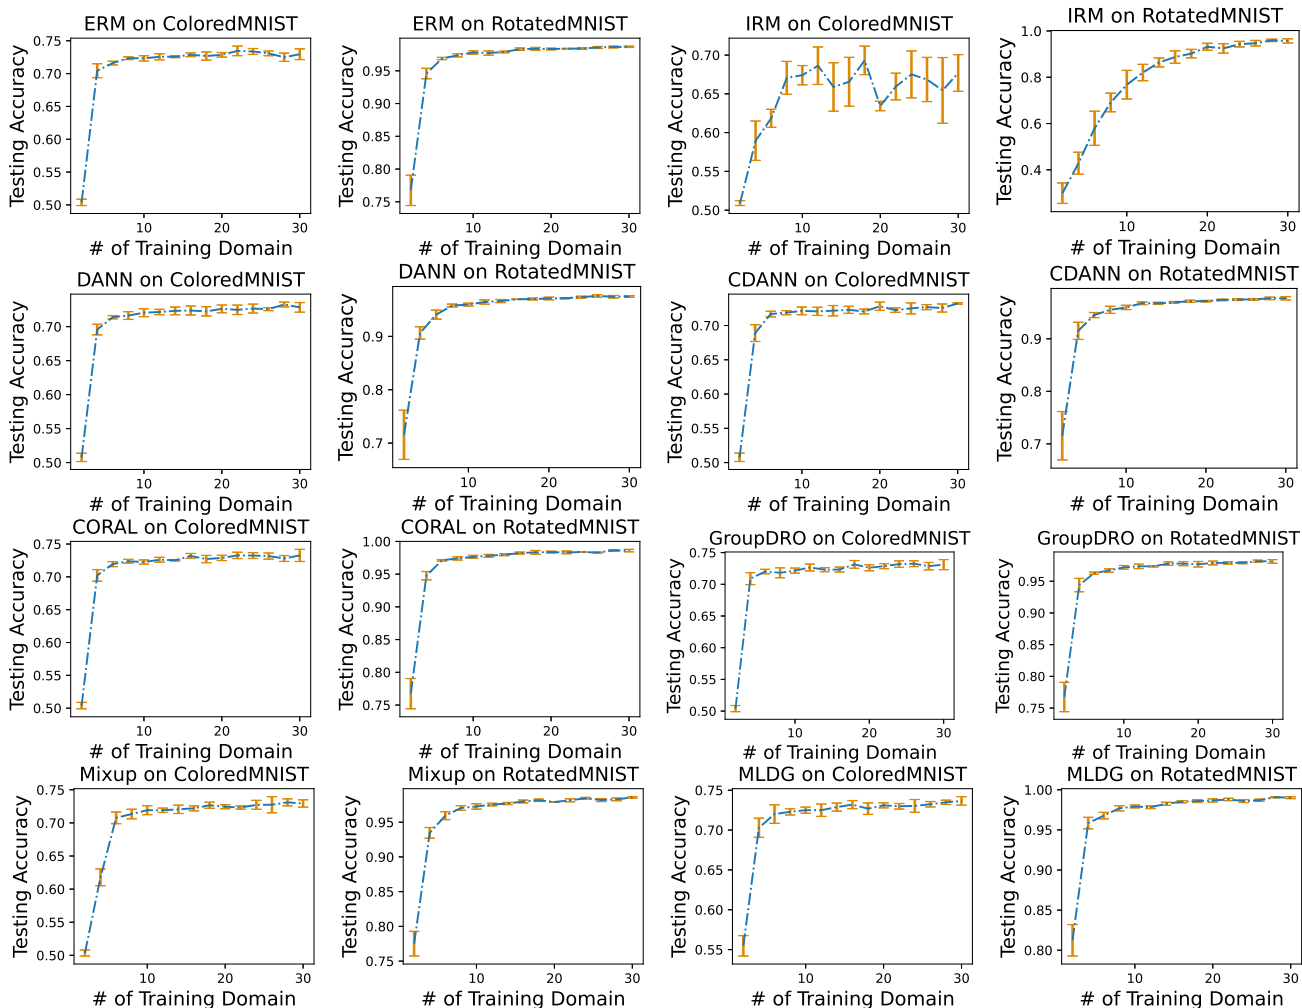 ERM on ColoredMNIST
Testing Accuracy
0.75
0.70
0.65
0.60
0.55
0.50
10
20
30
# of Training Domain
ERM on RotatedMNIST
Testing Accuracy
0.95
0.90
0.85
0.80
0.75
10
20
30
# of Training Domain
IRM on ColoredMNIST
Testing Accuracy
0.70
0.65
0.60
0.55
0.50
10
20
30
# of Training Domain
IRM on RotatedMNIST
Testing Accuracy
1.0
0.8
0.6
0.4
10
20
30
# of Training Domain
DANN on ColoredMNIST
Testing Accuracy
0.70
0.65
0.60
0.55
0.50
10
20
30
# of Training Domain
DANN on RotatedMNIST
Testing Accuracy
0.9
0.8
0.7
10
20
30
# of Training Domain
CDANN on ColoredMNIST
Testing Accuracy
0.70
0.65
0.60
0.55
0.50
10
20
30
# of Training Domain
CDANN on RotatedMNIST
Testing Accuracy
0.9
0.8
0.7
10
20
30
# of Training Domain
CORAL on ColoredMNIST
Testing Accuracy
0.75
0.70
0.65
0.60
0.55
0.50
10
20
30
# of Training Domain
CORAL on RotatedMNIST
Testing Accuracy
1.00
0.95
0.90
0.85
0.80
0.75
10
20
30
# of Training Domain
GroupDRO on ColoredMNIST
Testing Accuracy
0.75
0.70
0.65
0.60
0.55
0.50
10
20
30
# of Training Domain
GroupDRO on RotatedMNIST
Testing Accuracy
0.95
0.90
0.85
0.80
0.75
10
20
30
# of Training Domain
Mixup on ColoredMNIST
Testing Accuracy
0.75
0.70
0.65
0.60
0.55
0.50
10
20
30
# of Training Domain
Mixup on RotatedMNIST
Testing Accuracy
0.95
0.90
0.85
0.80
0.75
10
20
30
# of Training Domain
MLDG on ColoredMNIST
Testing Accuracy
0.75
0.70
0.65
0.60
0.55
10
20
30
# of Training Domain
MLDG on RotatedMNIST
Testing Accuracy
1.00
0.95
0.90
0.85
0.80
10
20
30
# of Training Domain